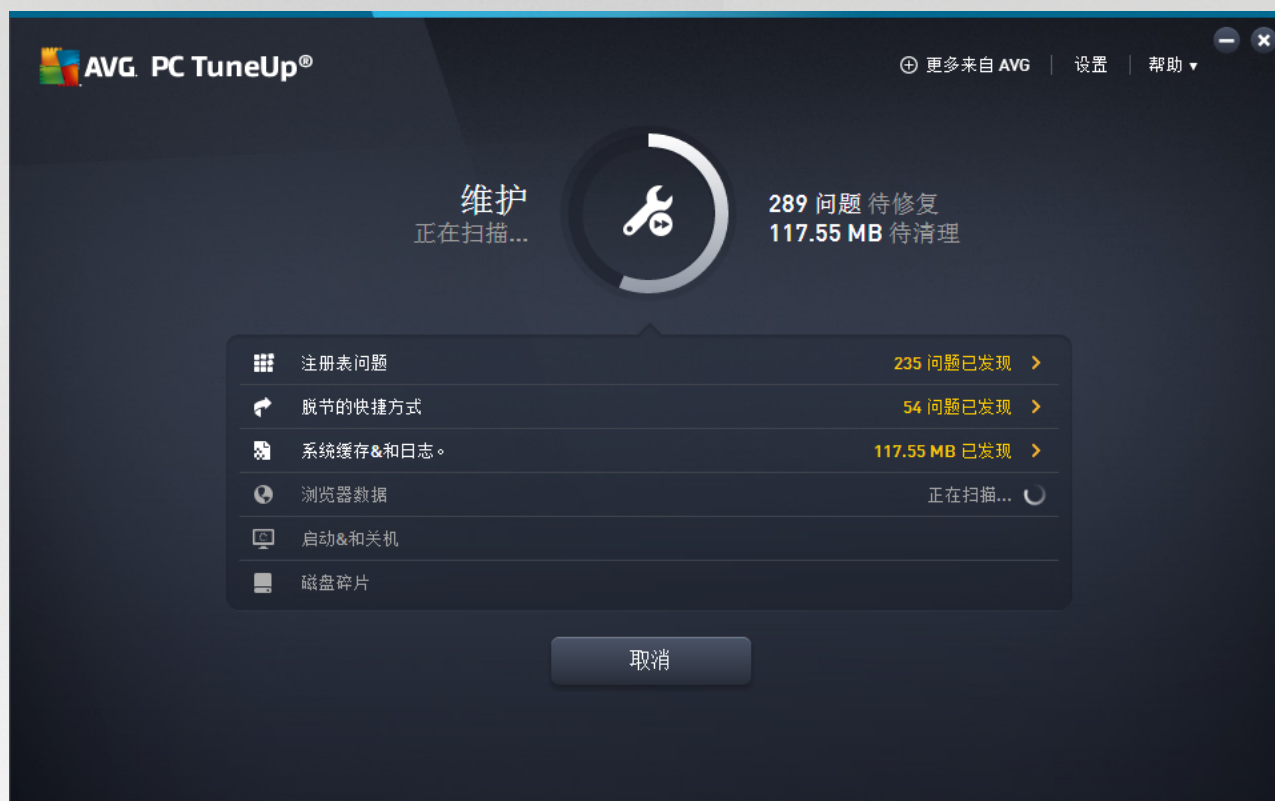 AVG. PC TuneUp®
更多来自 AVG
设置
帮助 ▾
维护
正在扫描...
289 问题 待修复
117.55 MB 待清理
注册表问题 235 问题已发现
脱节的快捷方式 54 问题已发现
系统缓存&和日志。 117.55 MB 已发现
浏览器数据 正在扫描...
启动&和关机
磁盘碎片
取消